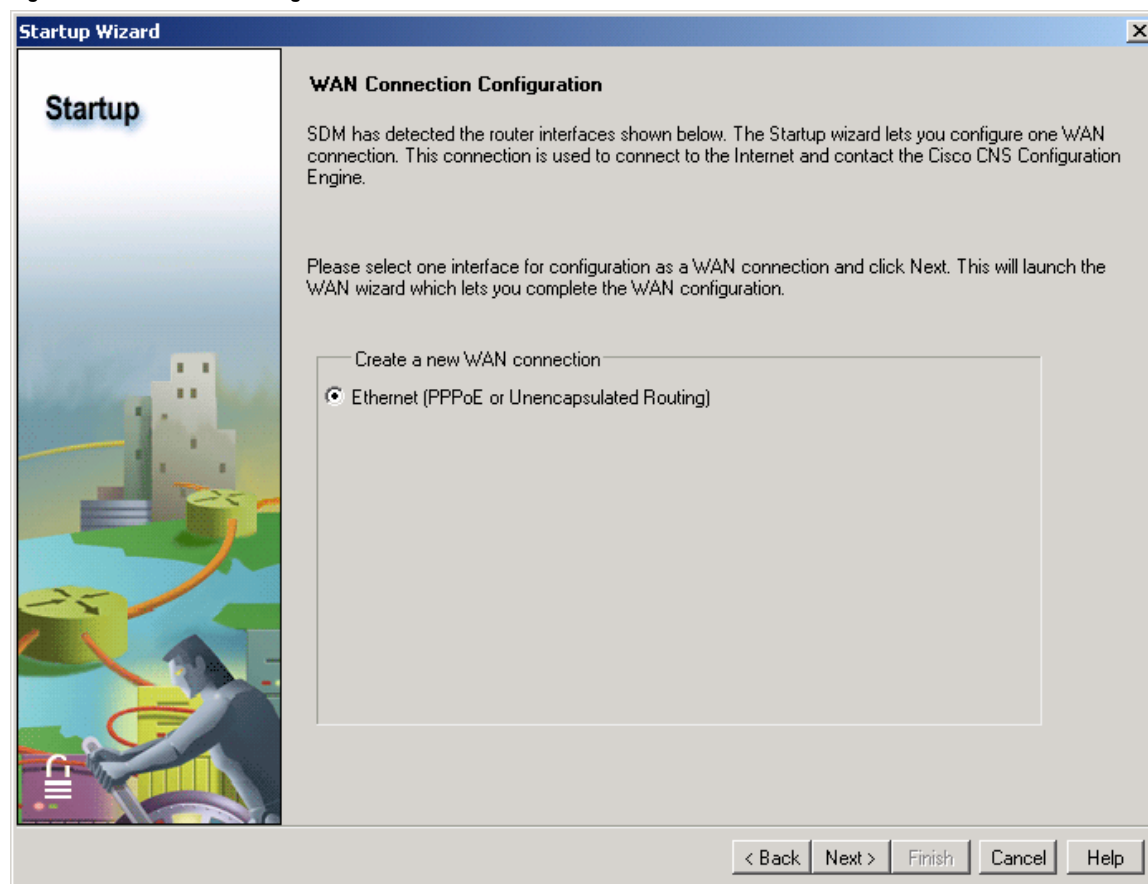 Startup Wizard
Startup
WAN Connection Configuration
SDM has detected the router interfaces shown below. The Startup wizard lets you configure one WAN
connection. This connection is used to connect to the Internet and contact the Cisco CNS Configuration
Engine.
Please select one interface for configuration as a WAN connection and click Next. This will launch the
WAN wizard which lets you complete the WAN configuration.
Create a new WAN connection
Ethernet (PPPoE or Unencapsulated Routing)
< Back Next > Finish Cancel Help